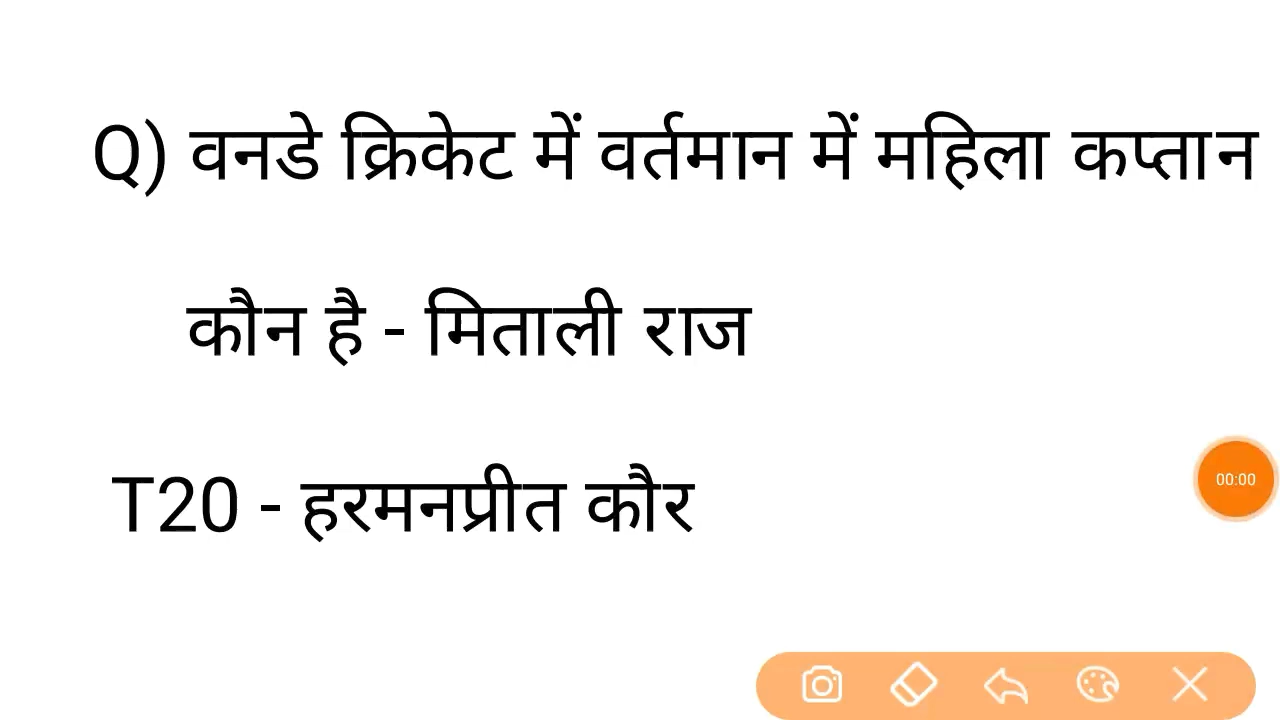 Q) वनडे क्रिकेट में वर्तमान में महिला कप्तान
कौन है - मिताली राज
T20 - हरमनप्रीत कौर
00:00